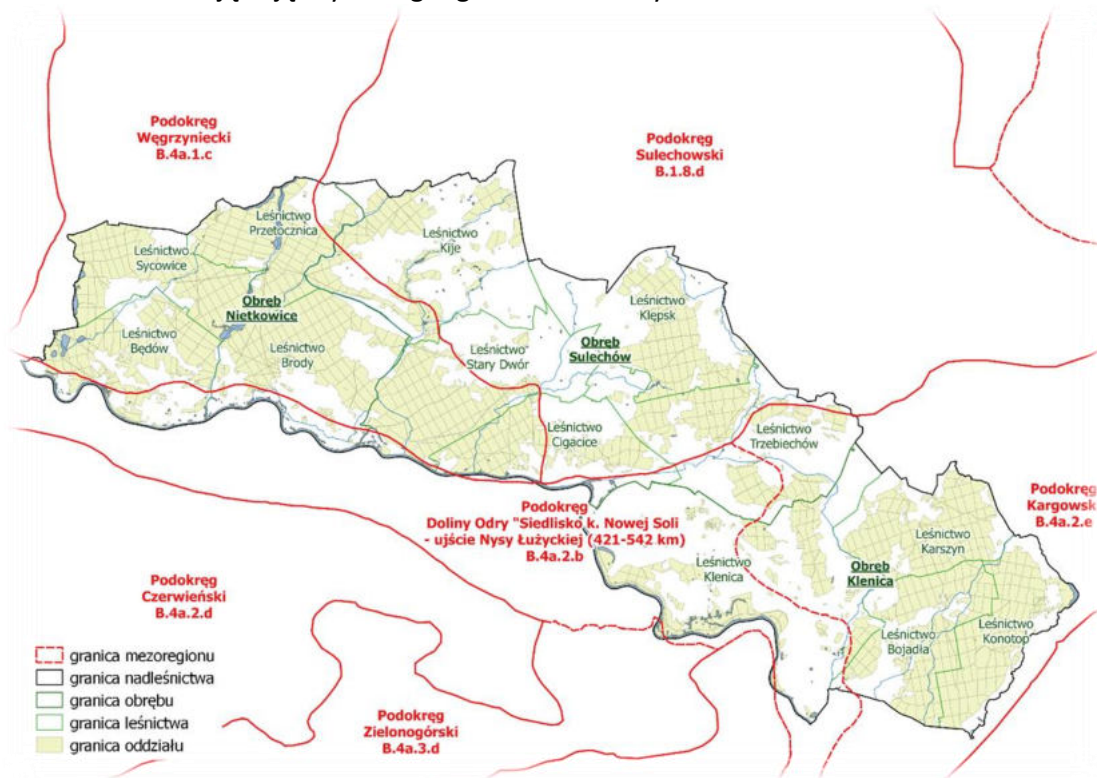 Podokręg
Węgrzyniecki
B.4a.1.c
Podokręg
Sulechowski
B.1.8.d
Leśnictwo
Przetocznica
Leśnictwo
Kije
Leśnictwo
Sycowice
Obręb
Nietkowice
Leśnictwo
Klępsk
Leśnictwo
Będów
Leśnictwo
Brody
Leśnictwo
Stary Dwór
Obręb
Sulechów
Leśnictwo
Cigacice
Leśnictwo
Trzebiechów
Podokręg
Doliny Odry "Siedlisko k. Nowej Soli
- ujście Nysy Łużyckiej (421-542 km)
B.4a.2.b
Podokręg
Kargowsk
B.4a.2.e
Leśnictwo
Karszyn
Leśnictwo
Klenica
Obręb
Klenica
Podokręg
Czerwieński
B.4a.2.d
Leśnictwo
Bojadła
Leśnictwo
Konotop
Podokręg
Zielonogórski
B.4a.3.d
granica mezoregionu
granica nadleśnictwa
granica obrębu
granica leśnictwa
granica oddziału